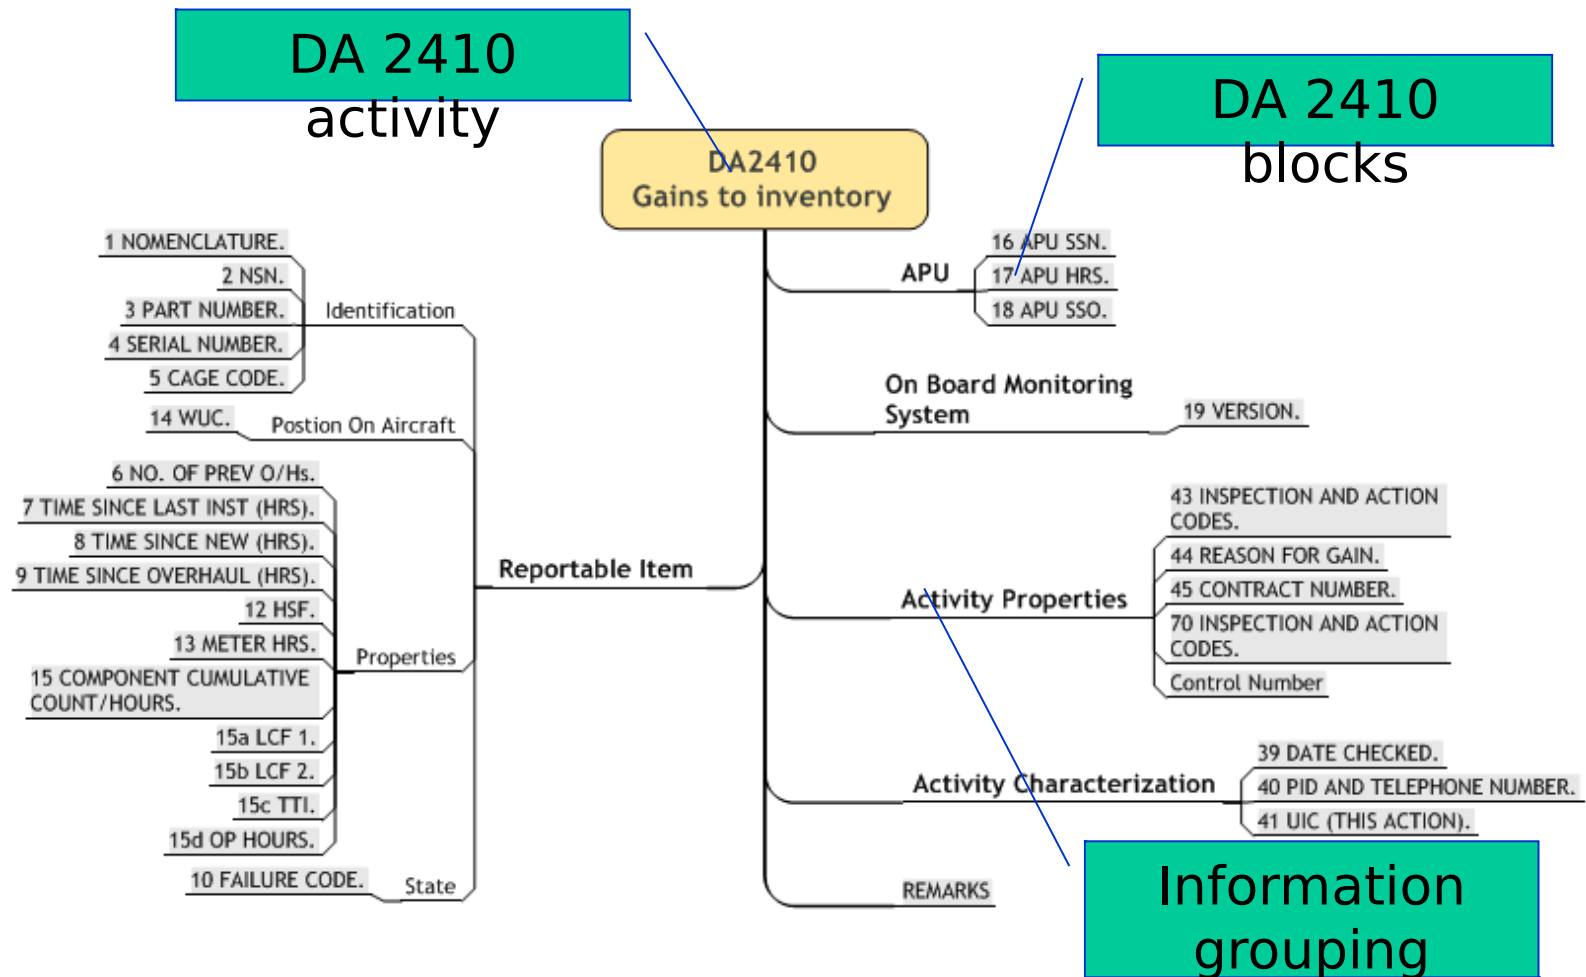 DA 2410
activity
DA 2410
blocks
DA2410
Gains to inventory
1 NOMENCLATURE.
2 NSN.
3 PART NUMBER.
4 SERIAL NUMBER.
5 CAGE CODE.
Identification
14 WUC.
Postion On Aircraft
6 NO. OF PREV O/Hs.
7 TIME SINCE LAST INST (HRS).
8 TIME SINCE NEW (HRS).
9 TIME SINCE OVERHAUL (HRS).
12 HSF.
13 METER HRS.
15 COMPONENT CUMULATIVE
COUNT/HOURS.
15a LCF 1.
15b LCF 2.
15c TTI.
15d OP HOURS.
Properties
10 FAILURE CODE.
State
Reportable Item
APU
16 APU SSN.
17 APU HRS.
18 APU SSO.
On Board Monitoring
System
19 VERSION.
Activity Properties
43 INSPECTION AND ACTION
CODES.
44 REASON FOR GAIN.
45 CONTRACT NUMBER.
70 INSPECTION AND ACTION
CODES.
Control Number
Activity Characterization
39 DATE CHECKED.
40 PID AND TELEPHONE NUMBER.
41 UIC (THIS ACTION).
REMARKS
Information
grouping